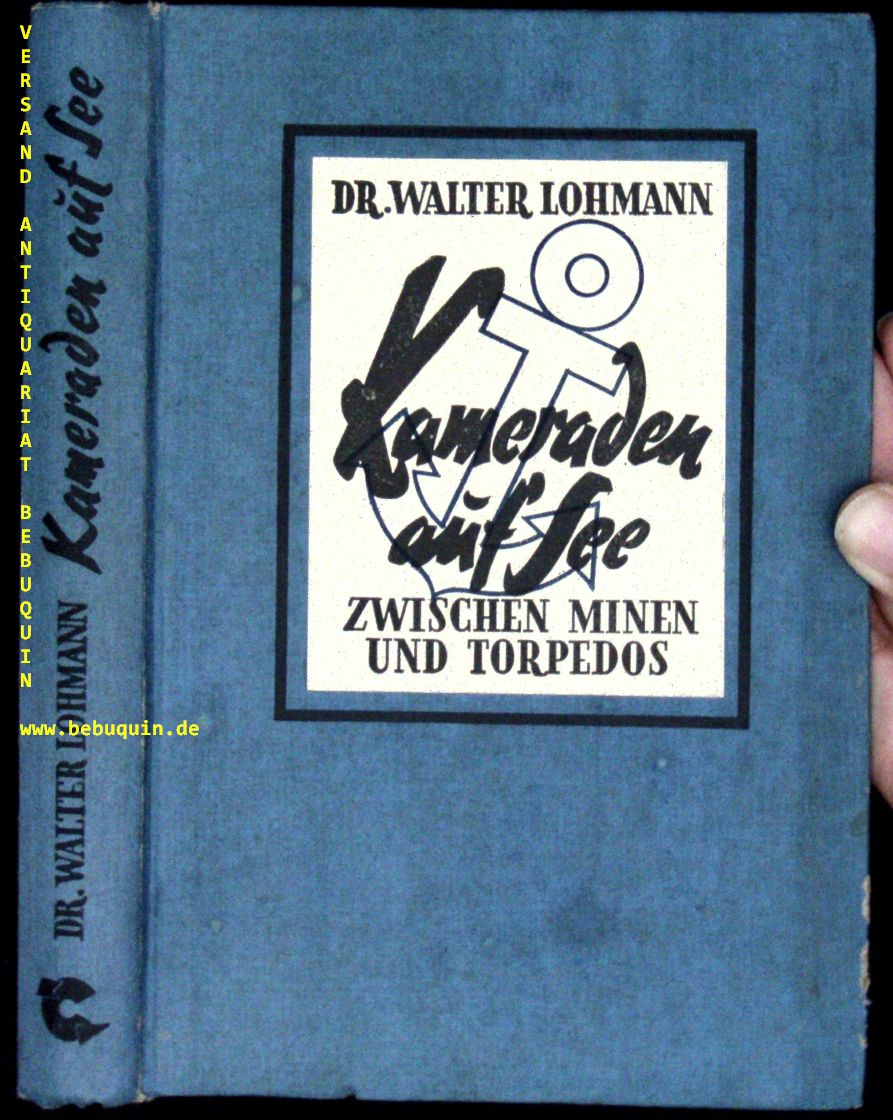 VERSAND ANTIQUARIAT BEBUQUIN
www.bebuquin.de
DR. WALTER LOHMANN Kameraden auf See
DR. WALTER LOHMANN
Kameraden
auf See
ZWISCHEN MINEN
UND TORPEDOS